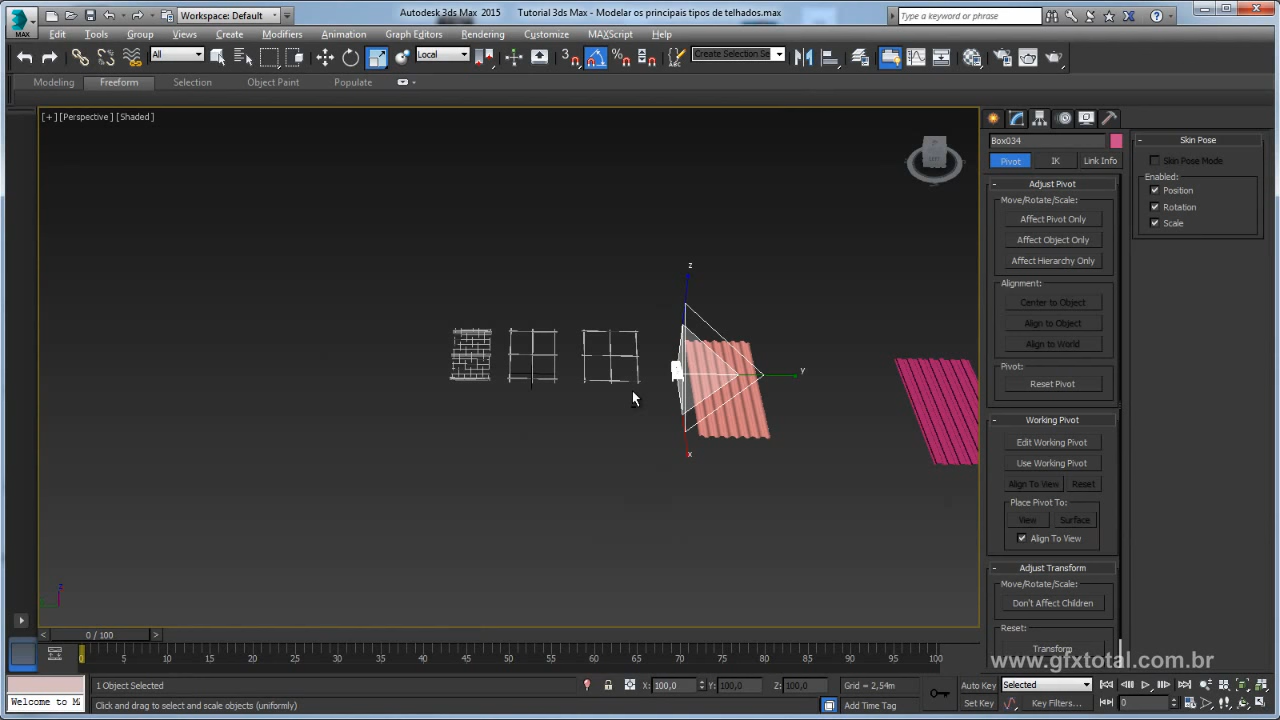 Workspace: Default
Autodesk 3ds Max 2015   Tutorial 3ds Max - Modelar os principais tipos de telhados.max
Type a keyword or phrase
MAX
Edit Tools Group Views Create Modifiers Animation Graph Editors Rendering Customize MAXScript Help
All
Local
Create Selection Se
Modeling Freeform Selection Object Paint Populate
[+] [Perspective] [Shaded]
Box034
Pivot IK Link Info
Adjust Pivot
Move/Rotate/Scale:
Affect Pivot Only
Affect Object Only
Affect Hierarchy Only
Alignment:
Center to Object
Align to Object
Align to World
Pivot:
Reset Pivot
Working Pivot
Edit Working Pivot
Use Working Pivot
Align To View Reset
Place Pivot To:
View Surface
Align To View
Adjust Transform
Move/Rotate/Scale:
Don't Affect Children
Reset:
Transform
Skin Pose
Skin Pose Mode
Enabled:
Position
Rotation
Scale
z
y
x
z
0 / 100
0 5 10 15 20 25 30 35 40 45 50 55 60 65 70 75 80 85 90 95 100
www.gfxtotal.com.br
1 Object Selected
X: 100,0 Y: 100,0 Z: 100,0
Grid = 2,54m
Auto Key
Selected
Welcome to M
Click and drag to select and scale objects (uniformly)
Add Time Tag
Set Key
Key Filters...
0